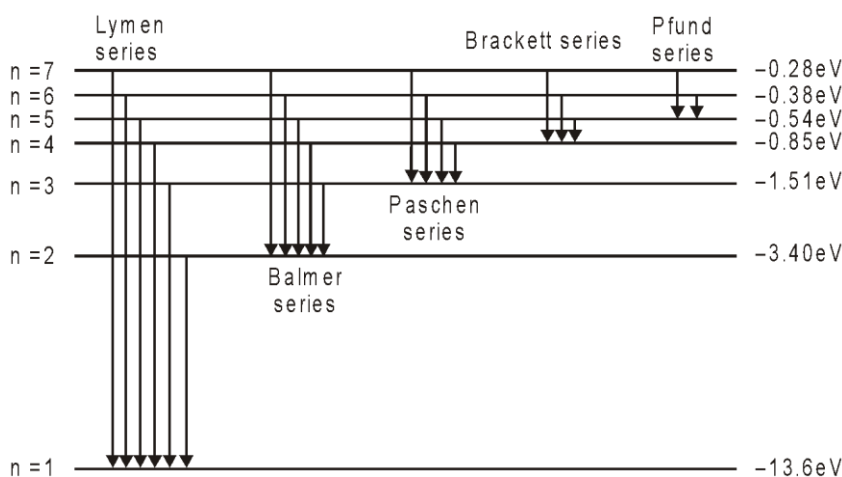 Lymen
series
Brackett series
Pfund
series
n =7
−0.28eV
n =6
−0.38eV
n =5
−0.54eV
n =4
−0.85eV
n =3
−1.51eV
Paschen
series
n =2
−3.40eV
Balmer
series
n =1
−13.6eV